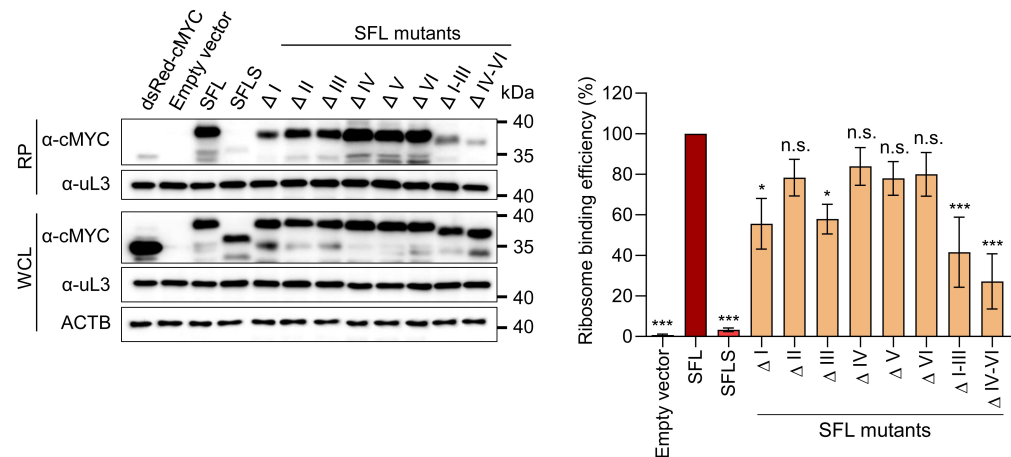 SFL mutants
dsRed-cMYC
Empty vector
SFL
SFLS
Δ I
Δ II
Δ III
Δ IV
Δ V
Δ VI
Δ I-III
Δ IV-VI
kDa
RP
α-cMYC
40
35
α-uL3
40
WCL
α-cMYC
40
35
α-uL3
40
ACTB
40
Ribosome binding efficiency (%)
120
100
80
60
40
20
0
***
***
*
n.s.
*
n.s.
n.s.
n.s.
***
***
Empty vector
SFL
SFLS
Δ I
Δ II
Δ III
Δ IV
Δ V
Δ VI
Δ I-III
Δ IV-VI
SFL mutants